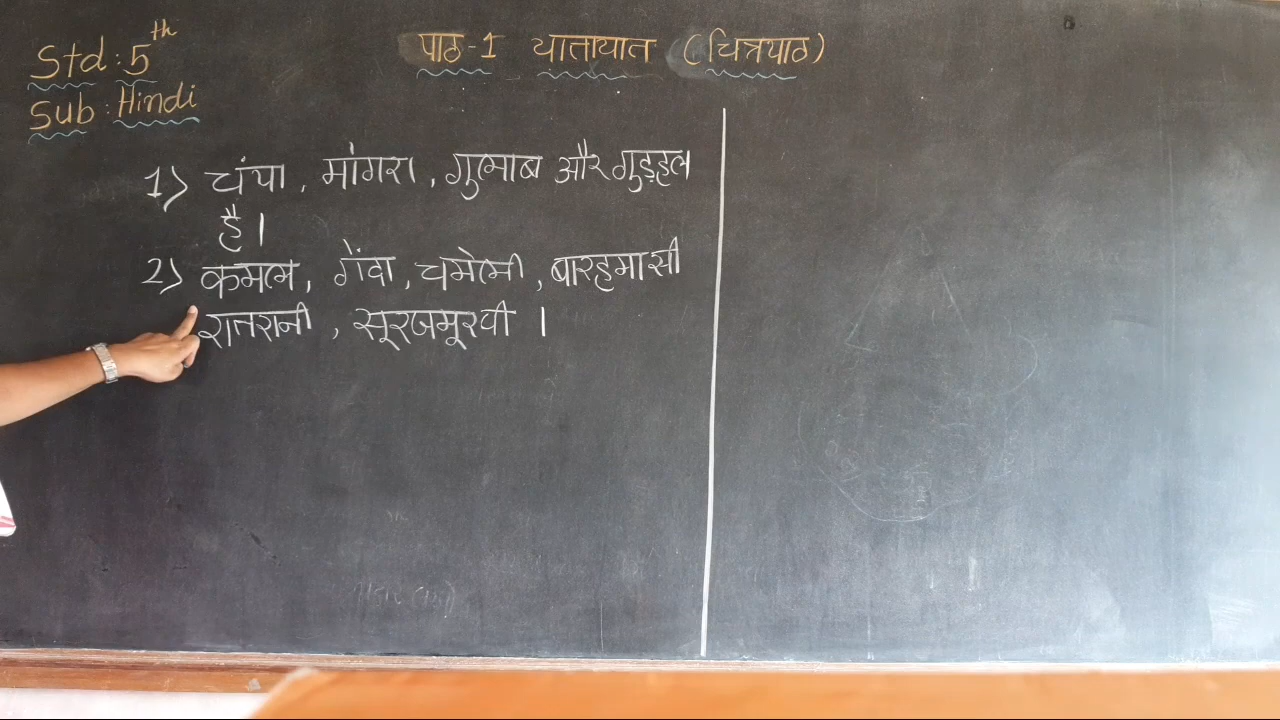 Std : 5th
Sub : Hindi
पाठ-1 यातायात (चित्रपाठ)
1) चंपा, मांगरा, गुलाब और गुड़हल
है।
2) कमल, गेंदा, चमेली, बारहमासी
रातरानी, सूरजमूखी ।